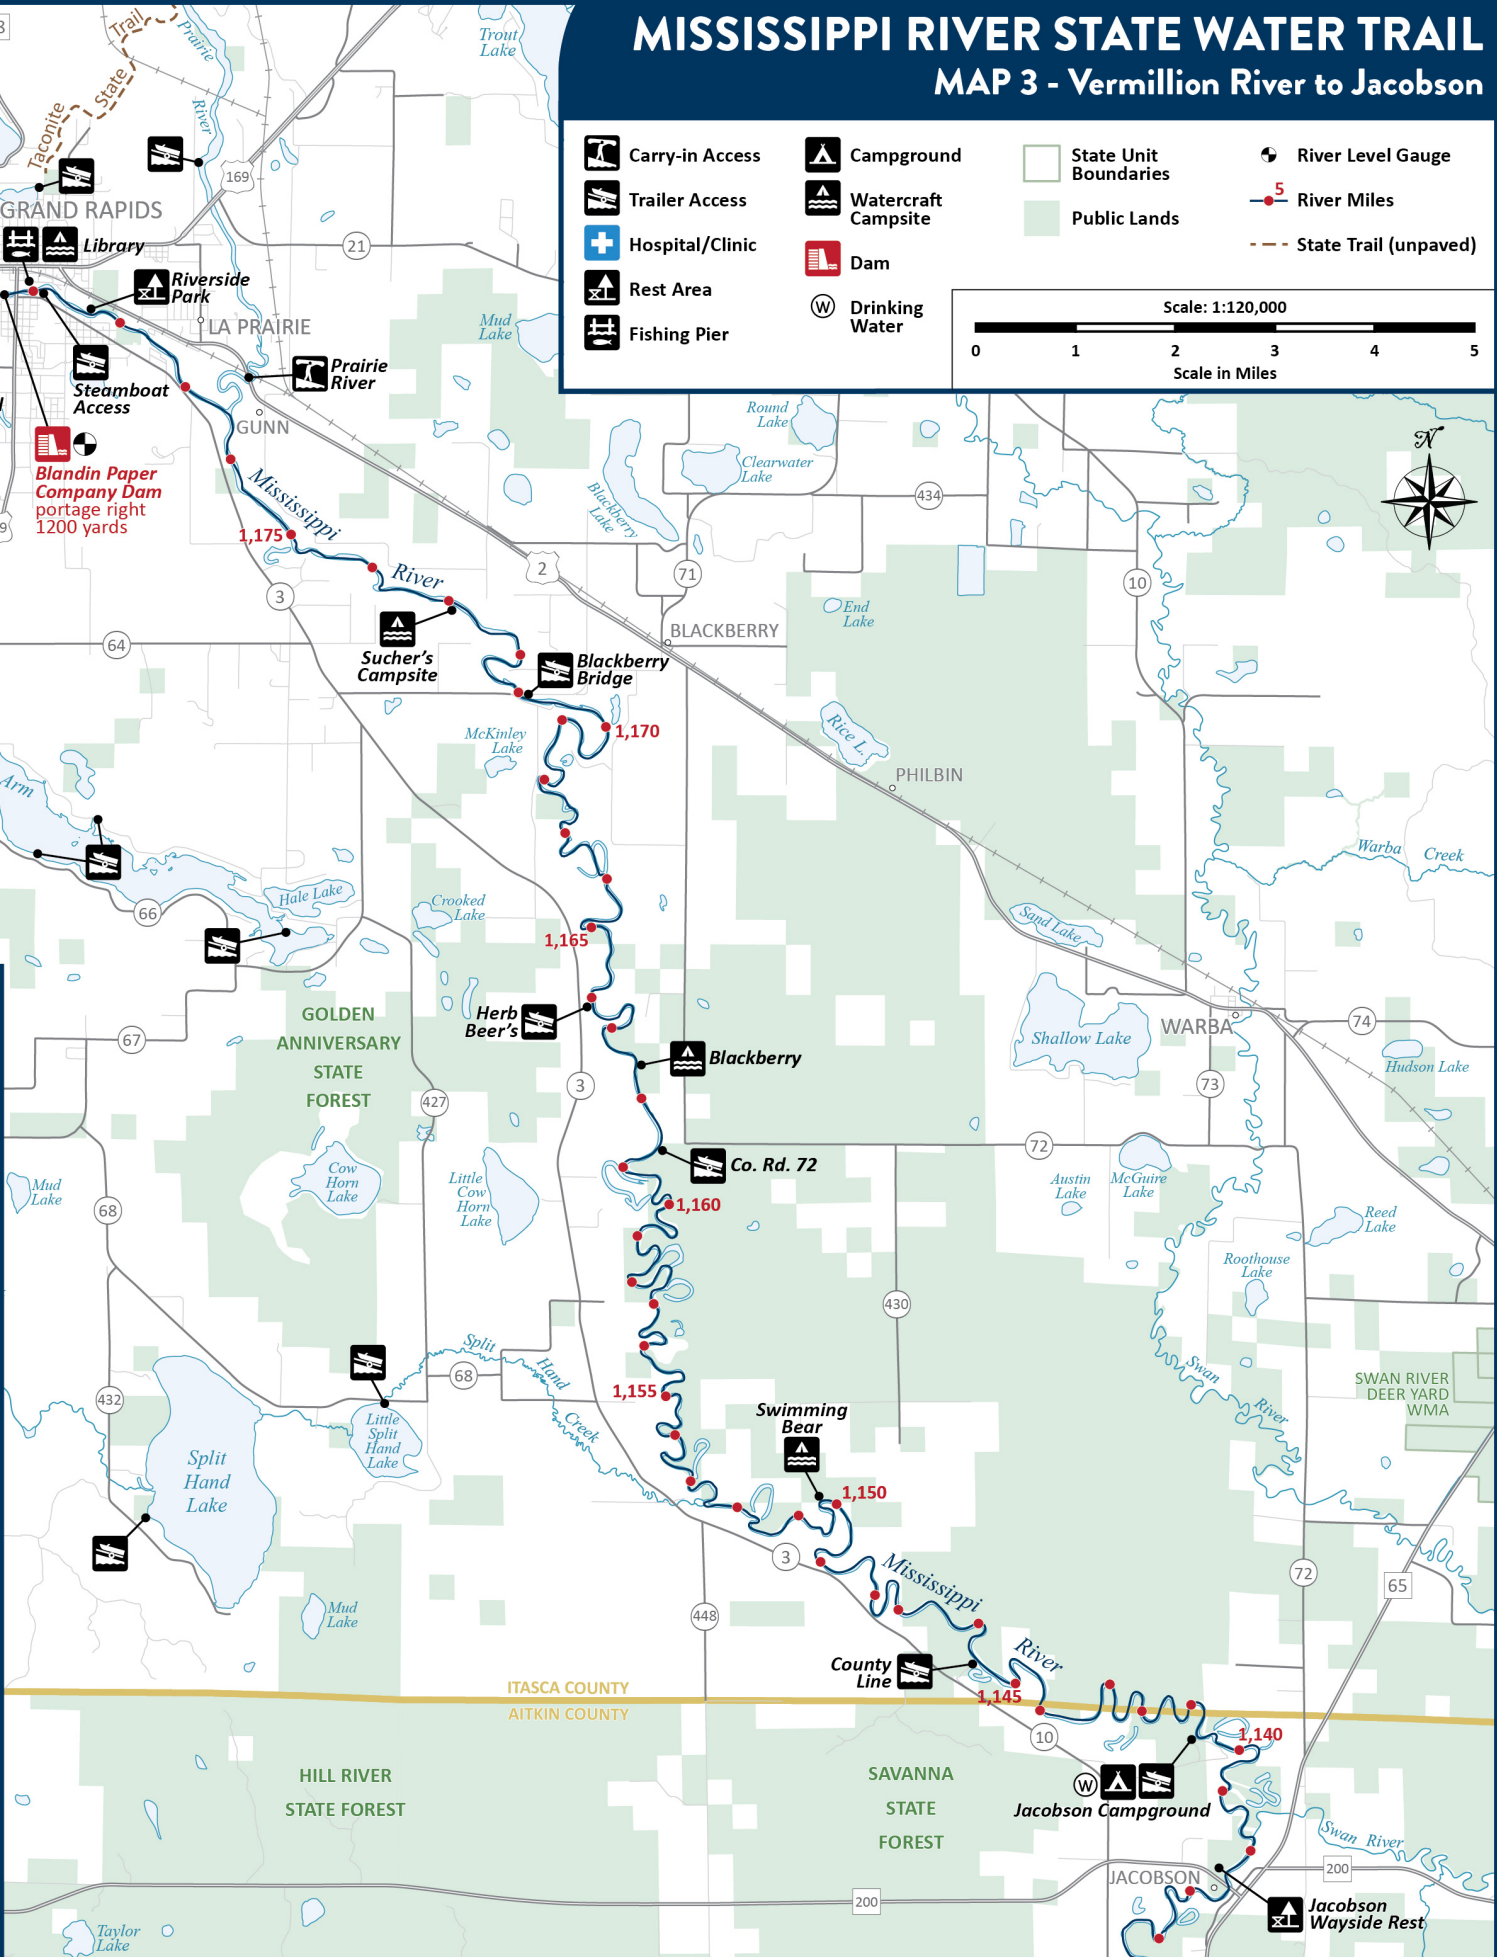 MISSISSIPPI RIVER STATE WATER TRAIL
MAP 3 - Vermillion River to Jacobson
Carry-in Access
Trailer Access
Hospital/Clinic
Rest Area
Fishing Pier
Campground
Watercraft
Campsite
Dam
W
Drinking
Water
State Unit
Boundaries
Public Lands
River Level Gauge
5
River Miles
State Trail (unpaved)
Scale: 1:120,000
0 1 2 3 4 5
Scale in Miles
N
Taconite State Trail
Prairie
River
Trout
Lake
169
GRAND RAPIDS
Library
21
Riverside
Park
LA PRAIRIE
Mud
Lake
Prairie
River
Steamboat
Access
GUNN
Blandin Paper
Company Dam
portage right
1200 yards
Round
Lake
Clearwater
Lake
Blackberry
Lake
434
Mississippi
River
1,175
2
71
10
3
End
Lake
BLACKBERRY
64
Sucher's
Campsite
Blackberry
Bridge
1,170
McKinley
Lake
Rice L.
PHILBIN
Arm
Warba Creek
Hale Lake
66
Crooked
Lake
Sand Lake
1,165
GOLDEN
ANNIVERSARY
STATE
FOREST
Herb
Beer's
67
Shallow Lake
WARBA
74
Hudson Lake
Blackberry
3
427
73
72
Co. Rd. 72
Cow
Horn
Lake
Little
Cow
Horn
Lake
Mud
Lake
68
Austin
Lake
McGuire
Lake
1,160
Reed
Lake
Roothouse
Lake
430
Split
Hand
Creek
68
432
1,155
Swan
River
SWAN RIVER
DEER YARD
WMA
Swimming
Bear
Little
Split
Hand
Lake
Split
Hand
Lake
1,150
3
Mississippi
River
72
65
Mud
Lake
448
County
Line
1,145
ITASCA COUNTY
AITKIN COUNTY
10
1,140
HILL RIVER
STATE FOREST
SAVANNA
STATE
FOREST
W
Jacobson Campground
Swan River
JACOBSON
200
200
Jacobson
Wayside Rest
Taylor
Lake